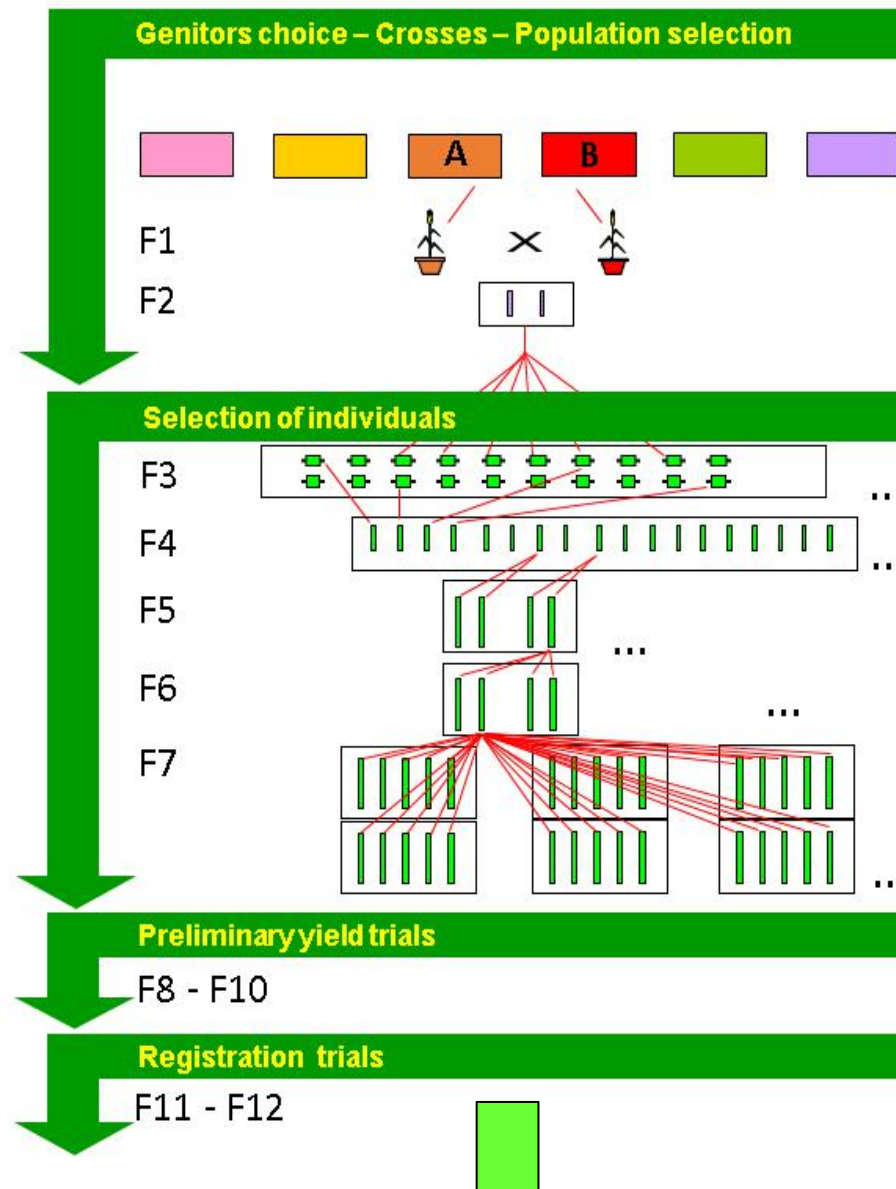 Genitors choice – Crosses – Population selection
A B
F1
F2
Selection of individuals
F3
...
F4
...
F5
...
F6
...
F7
...
Preliminary yield trials
F8 - F10
Registration trials
F11 - F12